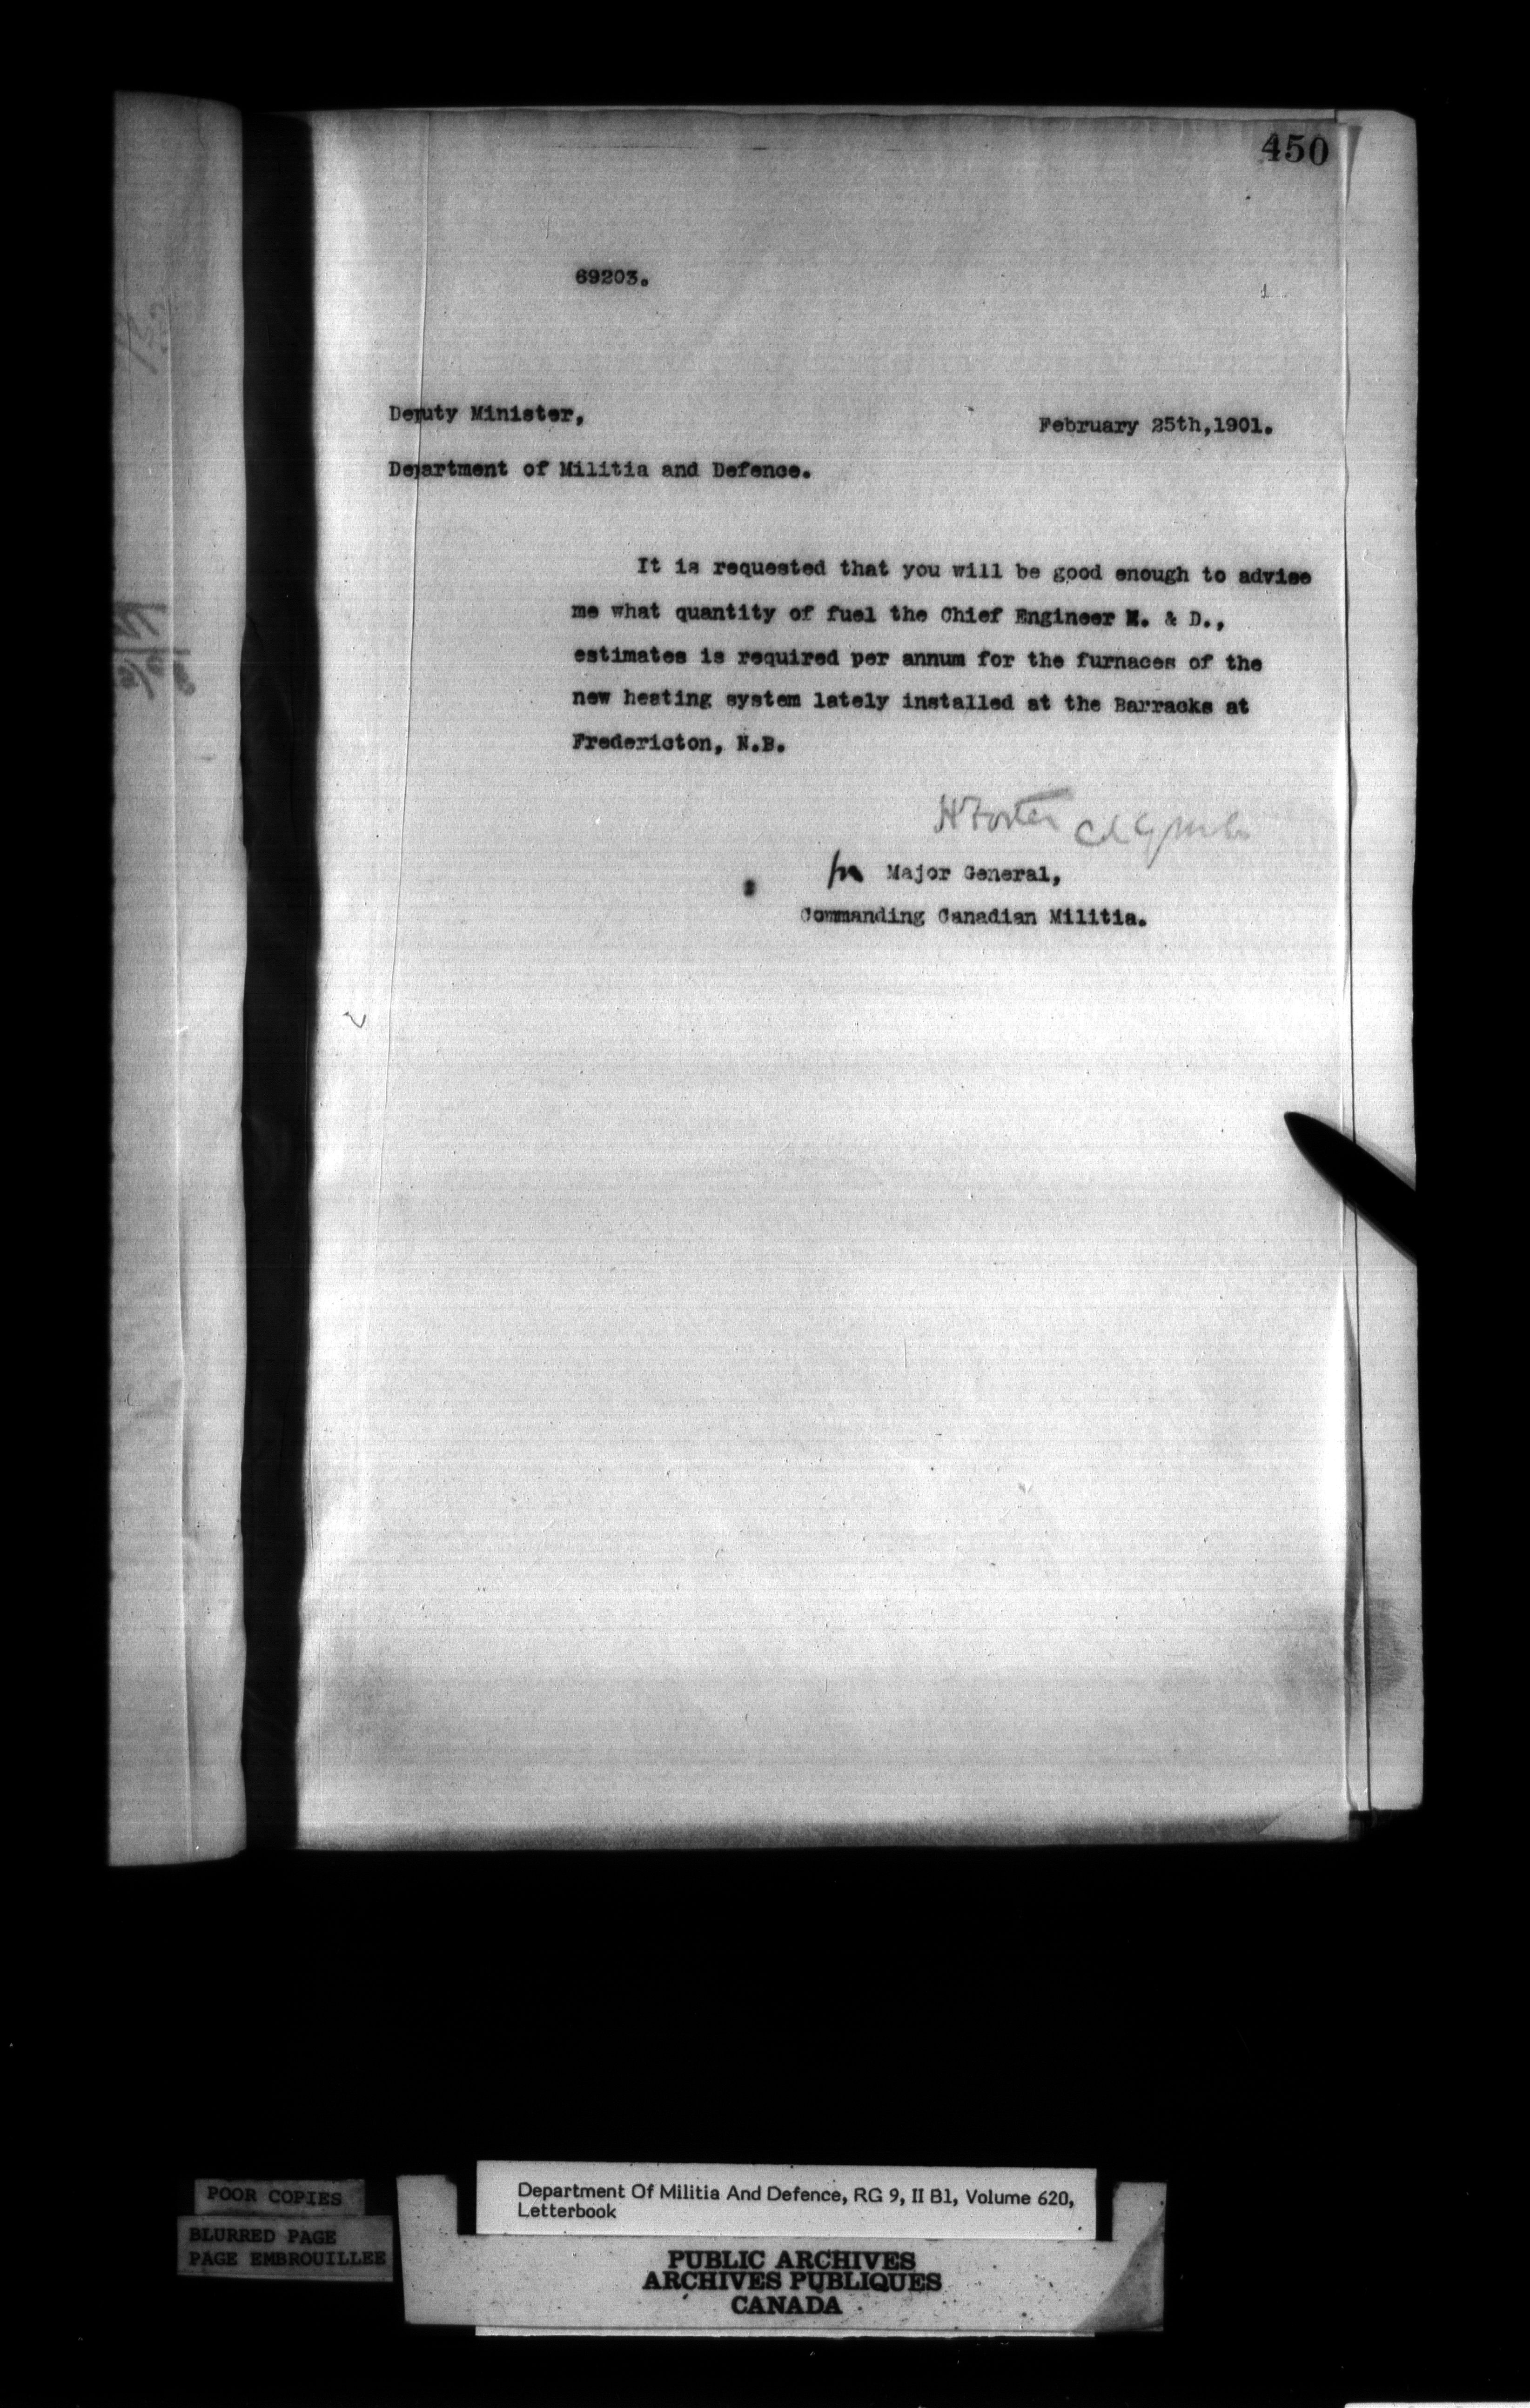 450
69203.
Deputy Minister,
February 25th,1901.
Department of Militia and Defence.
It is requested that you will be good enough to advise
me what quantity of fuel the Chief Engineer M. & D.,
estimates is required per annum for the furnaces of the
new heating system lately installed at the Barracks at
Fredericton, N.B.
H Foster Col
for Major General,
Commanding Canadian Militia.
POOR COPIES
BLURRED PAGE
PAGE EMBROUILLEE
Department Of Militia And Defence, RG 9, II B1, Volume 620,
Letterbook
PUBLIC ARCHIVES
ARCHIVES PUBLIQUES
CANADA